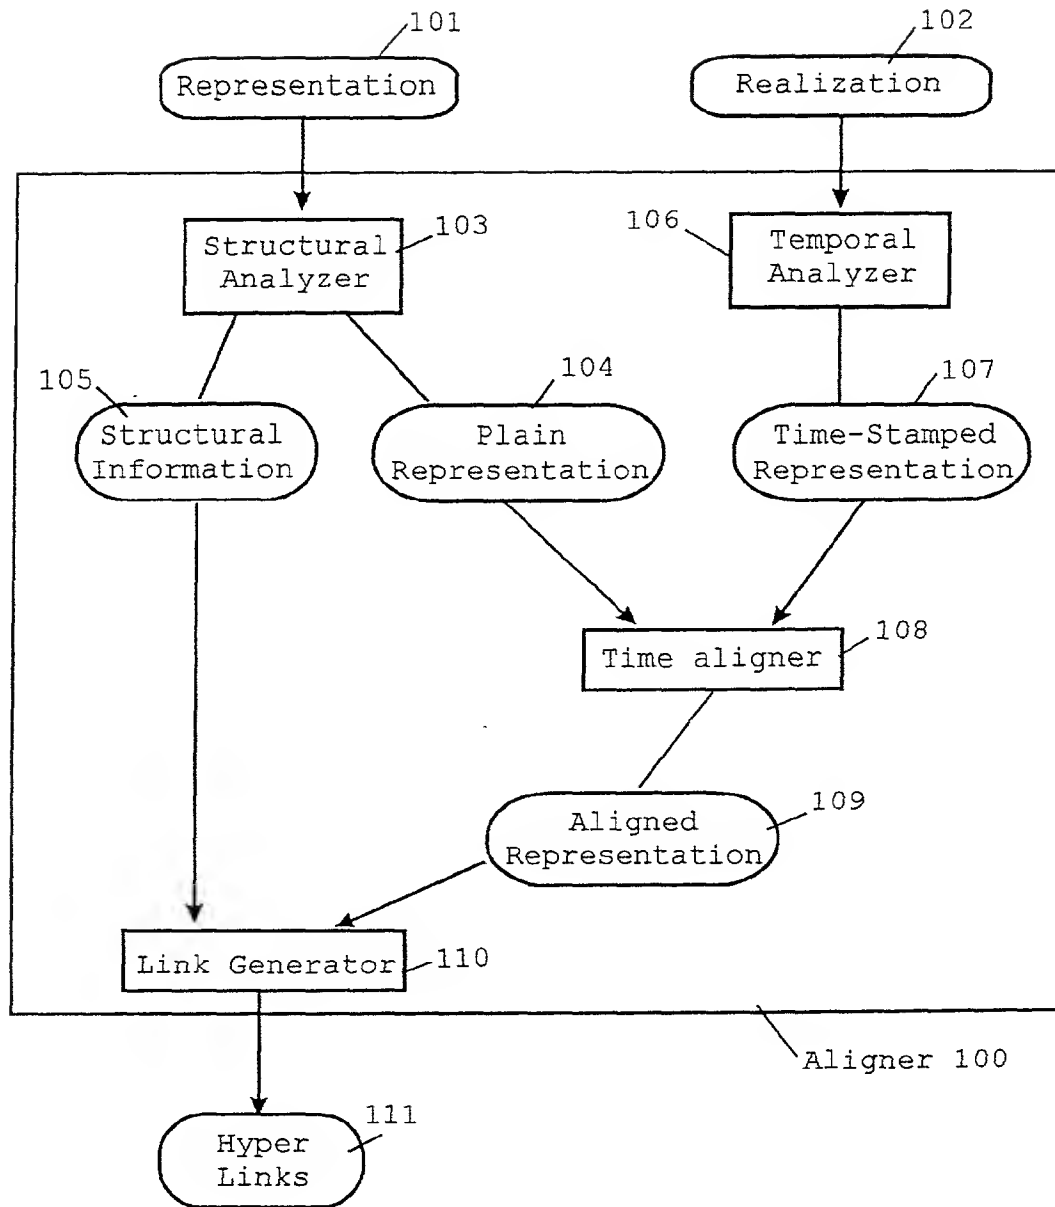 101
102
Representation
Realization
103
Structural
Analyzer
106
Temporal
Analyzer
105
104
107
Structural
Information
Plain
Representation
Time-Stamped
Representation
108
Time aligner
109
Aligned
Representation
Link Generator
110
Aligner 100
111
Hyper
Links